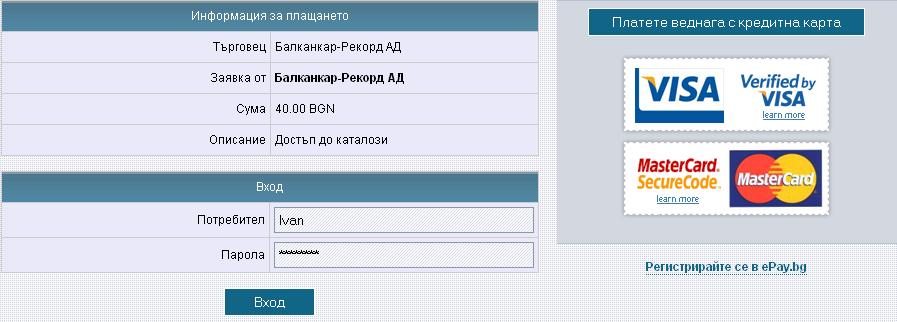 Информация за плащането
Търговец Балканкар-Рекорд АД
Заявка от Балканкар-Рекорд АД
Сума 40.00 BGN
Описание Достъп до каталози
Вход
Потребител Ivan
Парола *********
Вход
Платете веднага с кредитна карта
VISA
Verified by
VISA
learn more
MasterCard.
SecureCode.
learn more
MasterCard
Регистрирайте се в ePay.bg